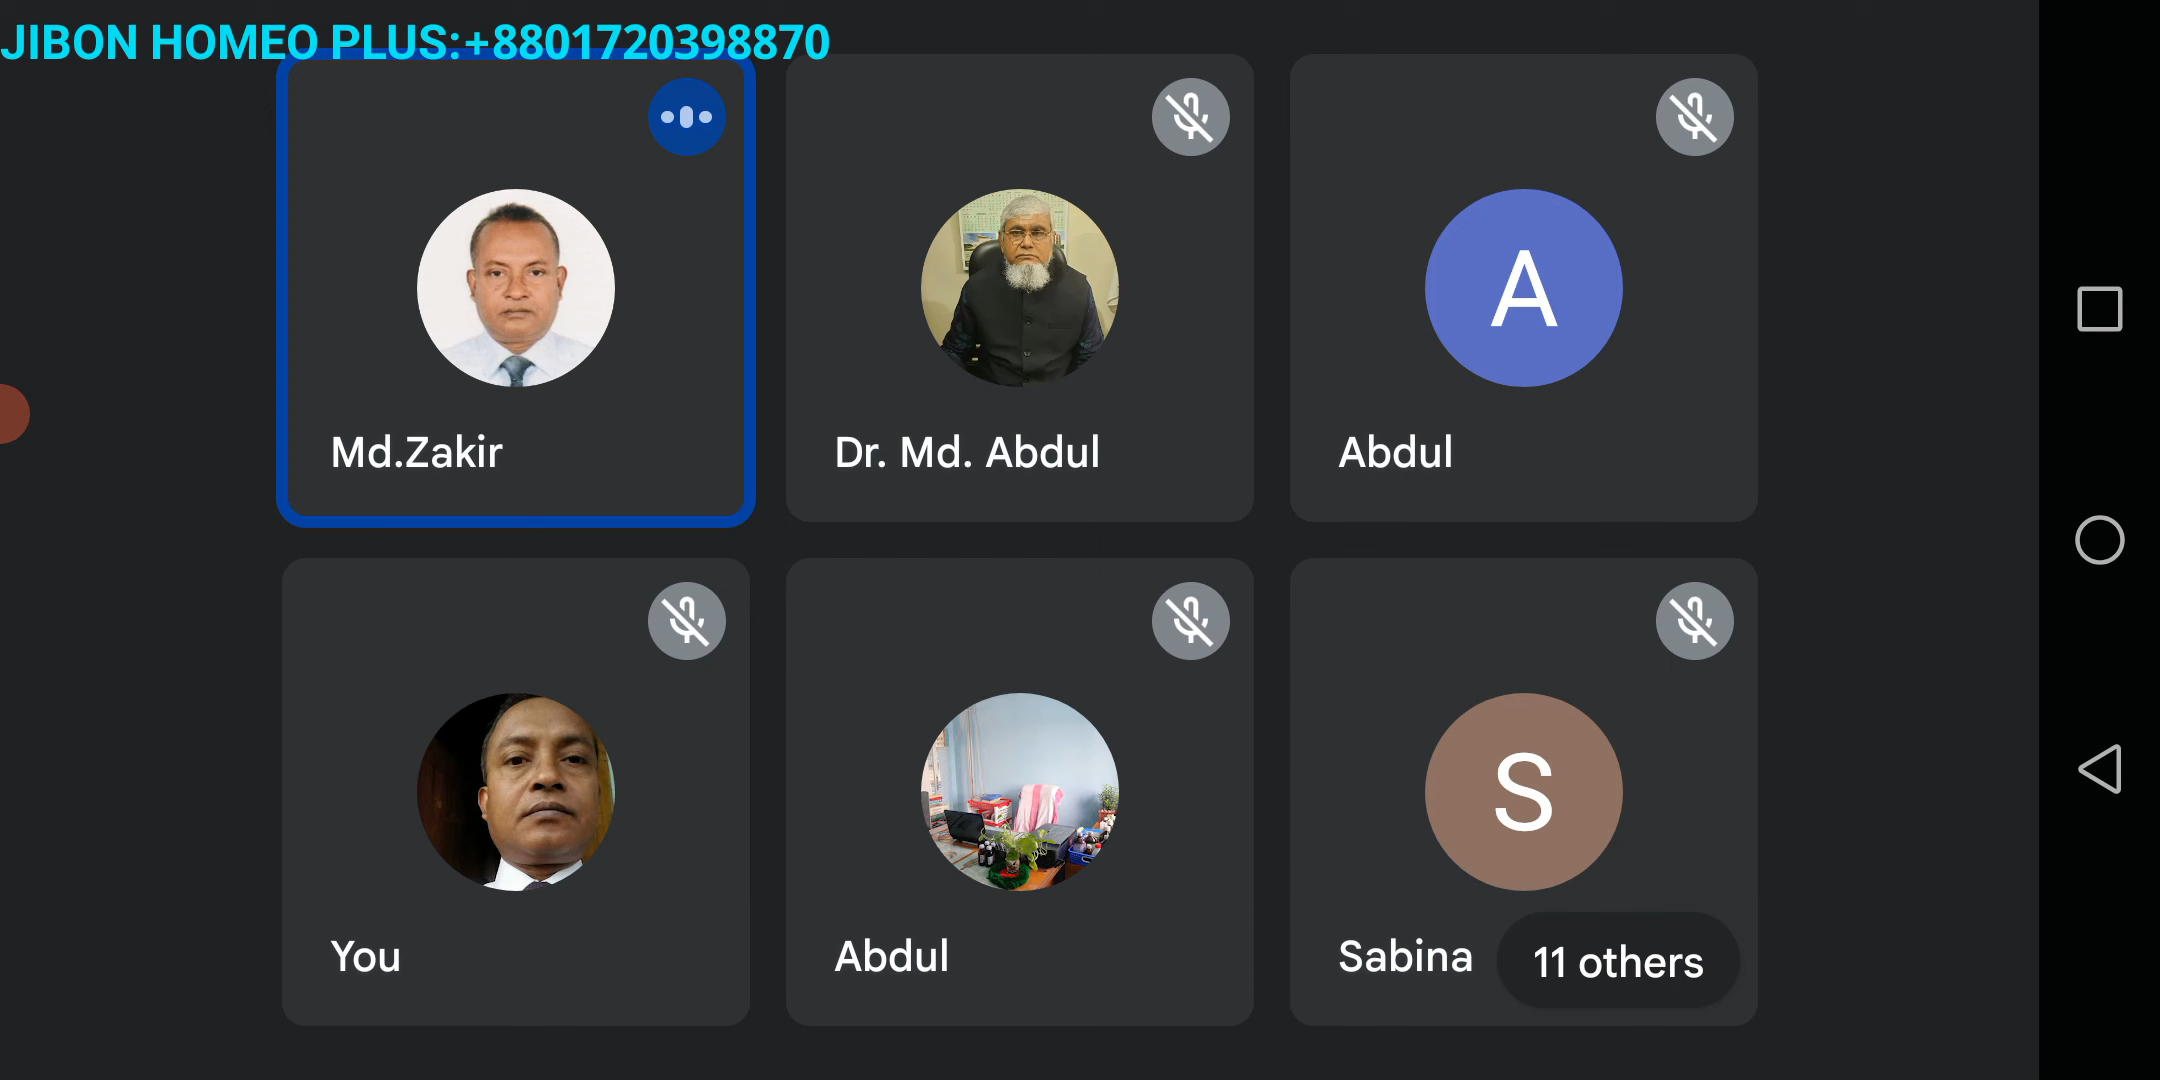 JIBON HOMEO PLUS:+8801720398870
Md.Zakir
Dr. Md. Abdul
A
Abdul
You
Abdul
S
Sabina
11 others